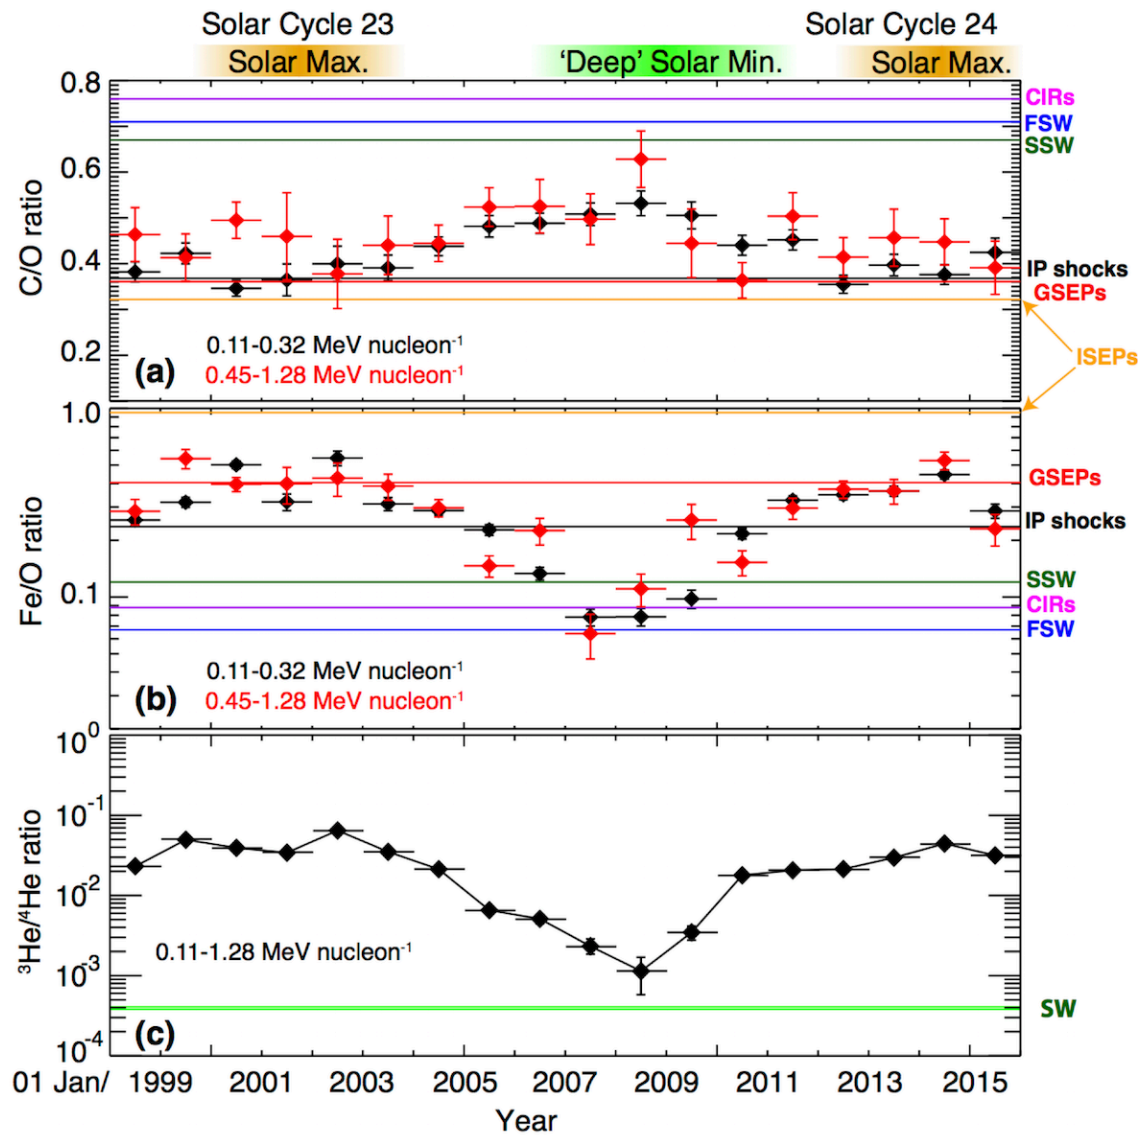 Solar Cycle 23
Solar Cycle 24
Solar Max.
‘Deep’ Solar Min.
Solar Max.
0.8
0.6
0.4
0.2
C/O ratio
CIRs
FSW
SSW
IP shocks
GSEPs
ISEPs
0.11-0.32 MeV nucleon⁻¹
0.45-1.28 MeV nucleon⁻¹
(a)
1.0
0.1
0
Fe/O ratio
GSEPs
IP shocks
SSW
CIRs
FSW
0.11-0.32 MeV nucleon⁻¹
0.45-1.28 MeV nucleon⁻¹
(b)
10⁰
10⁻¹
10⁻²
10⁻³
10⁻⁴
³He/⁴He ratio
0.11-1.28 MeV nucleon⁻¹
SW
(c)
01 Jan/ 1999 2001 2003 2005 2007 2009 2011 2013 2015
Year